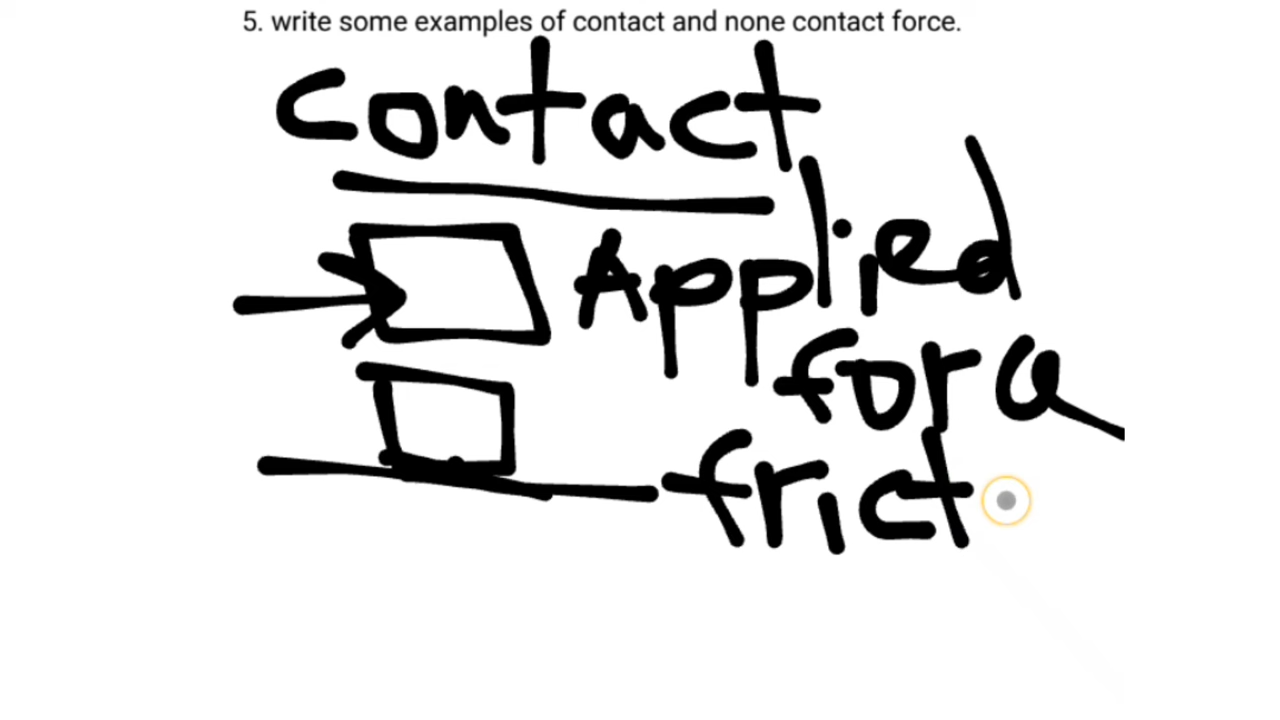 5. write some examples of contact and none contact force.
contact
Applied
force
frict